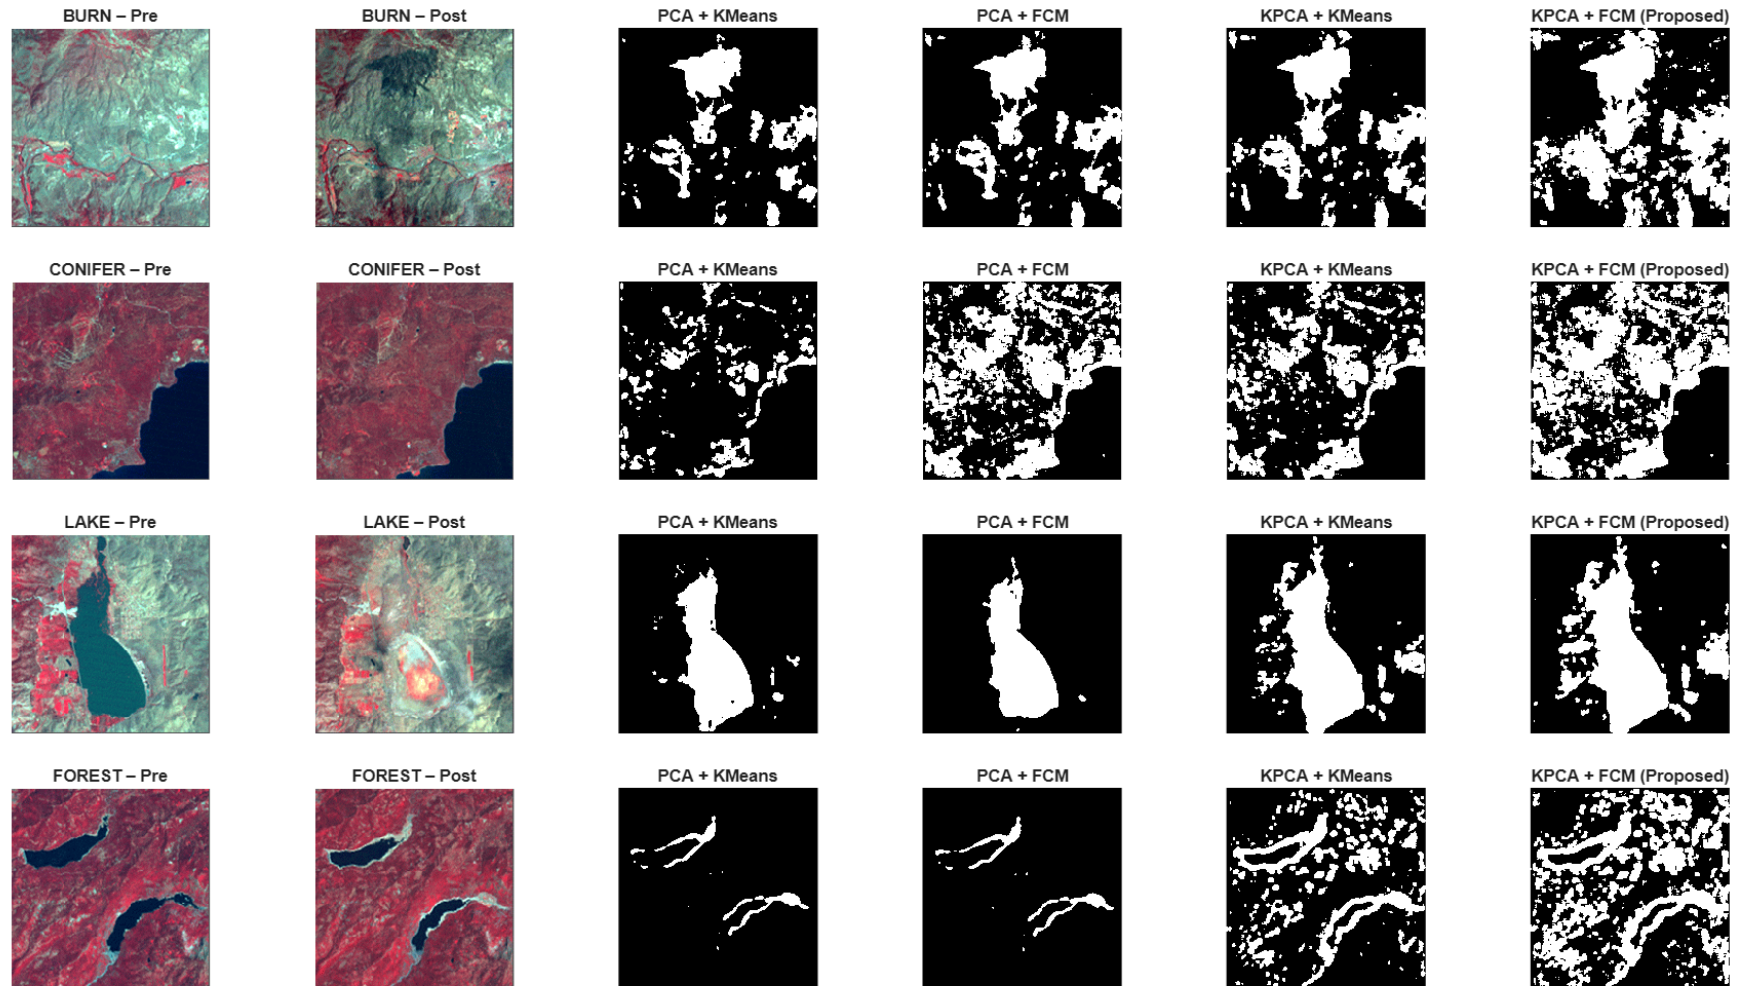 BURN – Pre
BURN – Post
PCA + KMeans
PCA + FCM
KPCA + KMeans
KPCA + FCM (Proposed)
CONIFER – Pre
CONIFER – Post
PCA + KMeans
PCA + FCM
KPCA + KMeans
KPCA + FCM (Proposed)
LAKE – Pre
LAKE – Post
PCA + KMeans
PCA + FCM
KPCA + KMeans
KPCA + FCM (Proposed)
FOREST – Pre
FOREST – Post
PCA + KMeans
PCA + FCM
KPCA + KMeans
KPCA + FCM (Proposed)